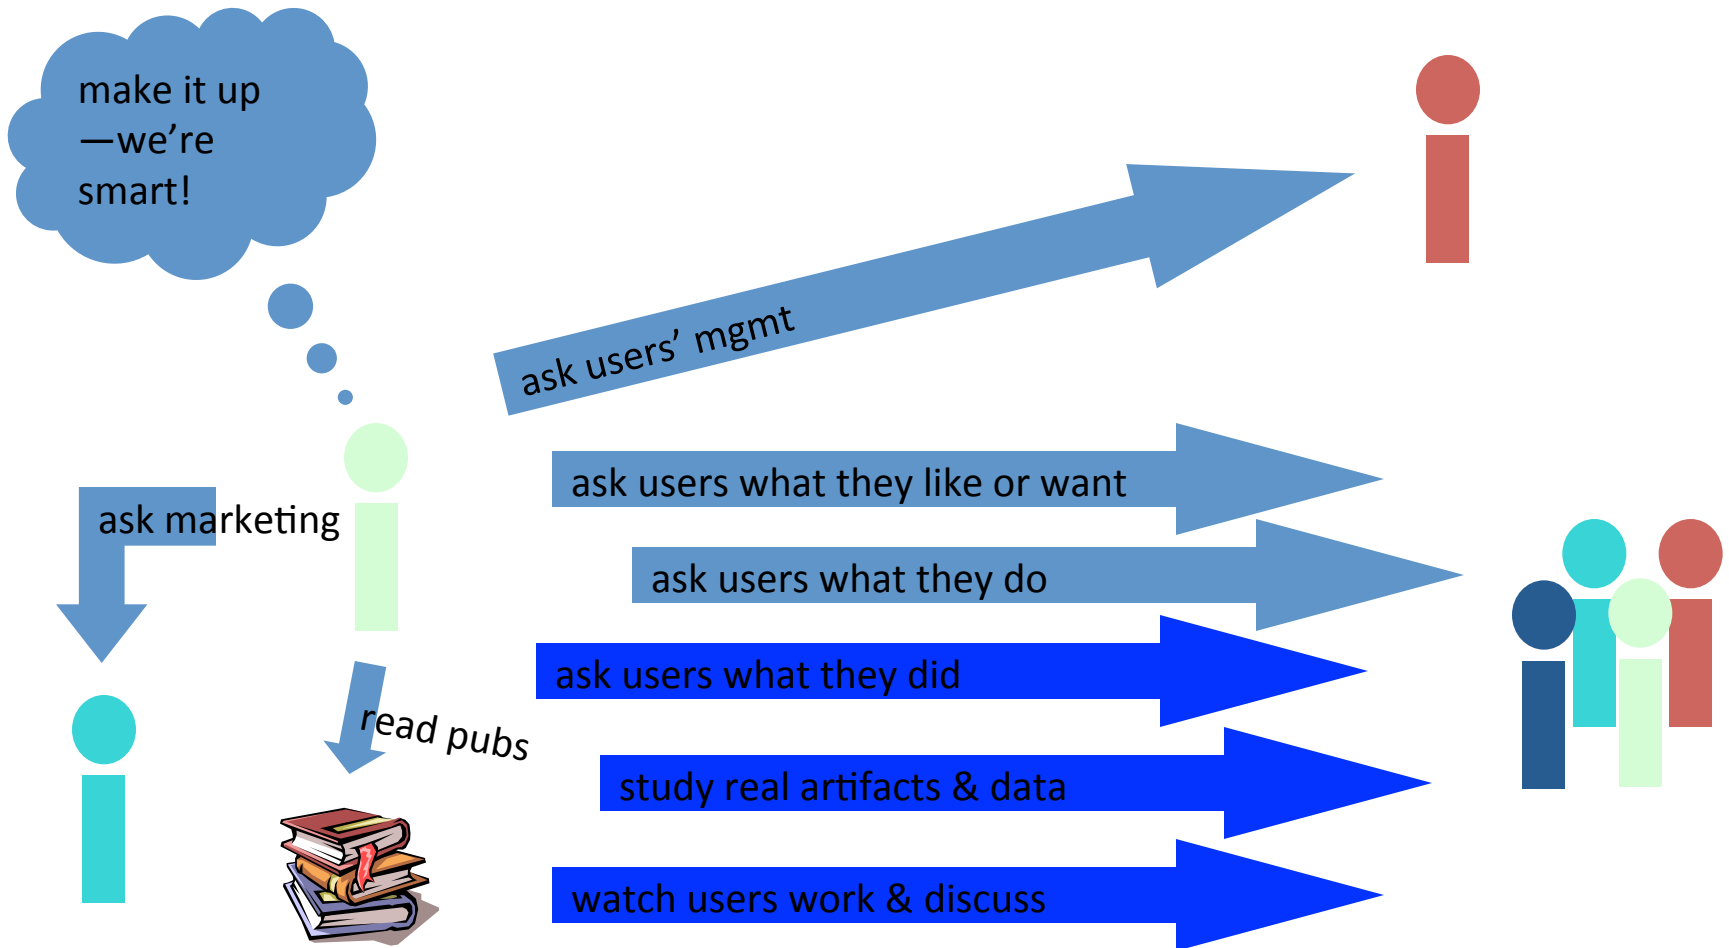 make it up
—we’re
smart!
ask users’ mgmt
ask users what they like or want
ask marketing
ask users what they do
ask users what they did
read pubs
study real artifacts & data
watch users work & discuss